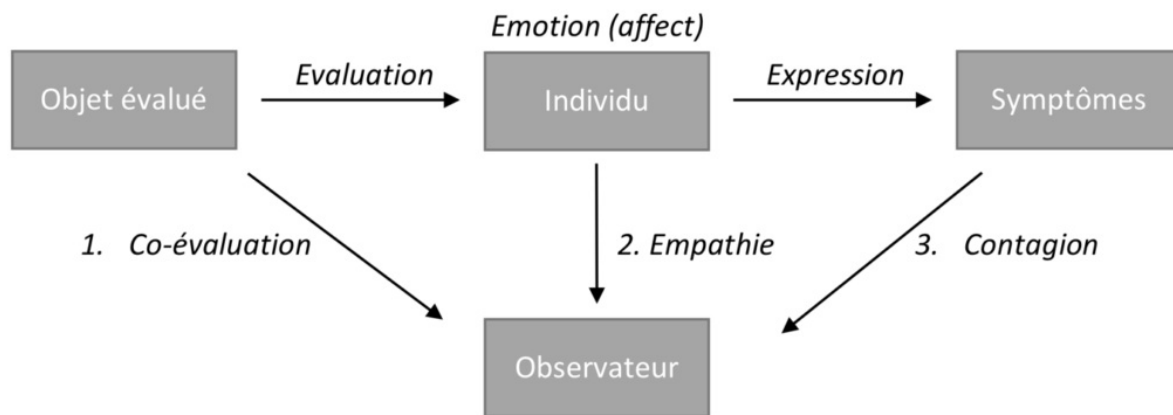 Emotion (affect)
Objet évalué
Evaluation
Individu
Expression
Symptômes
1. Co-évaluation
2. Empathie
3. Contagion
Observateur